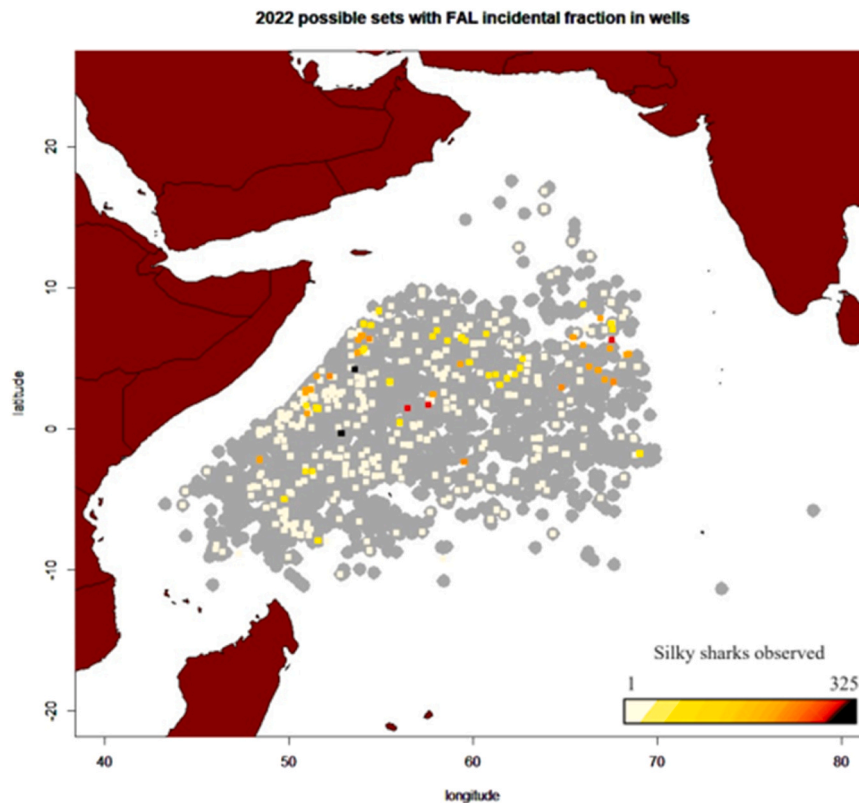 2022 possible sets with FAL incidental fraction in wells
20
10
0
-10
-20
latitude
Silky sharks observed
1 325
40 50 60 70 80
longitude